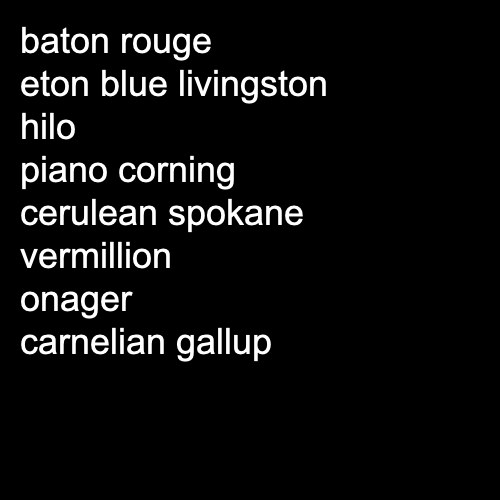 baton rouge
eton blue livingston
hilo
piano corning
cerulean spokane
vermillion
onager
carnelian gallup